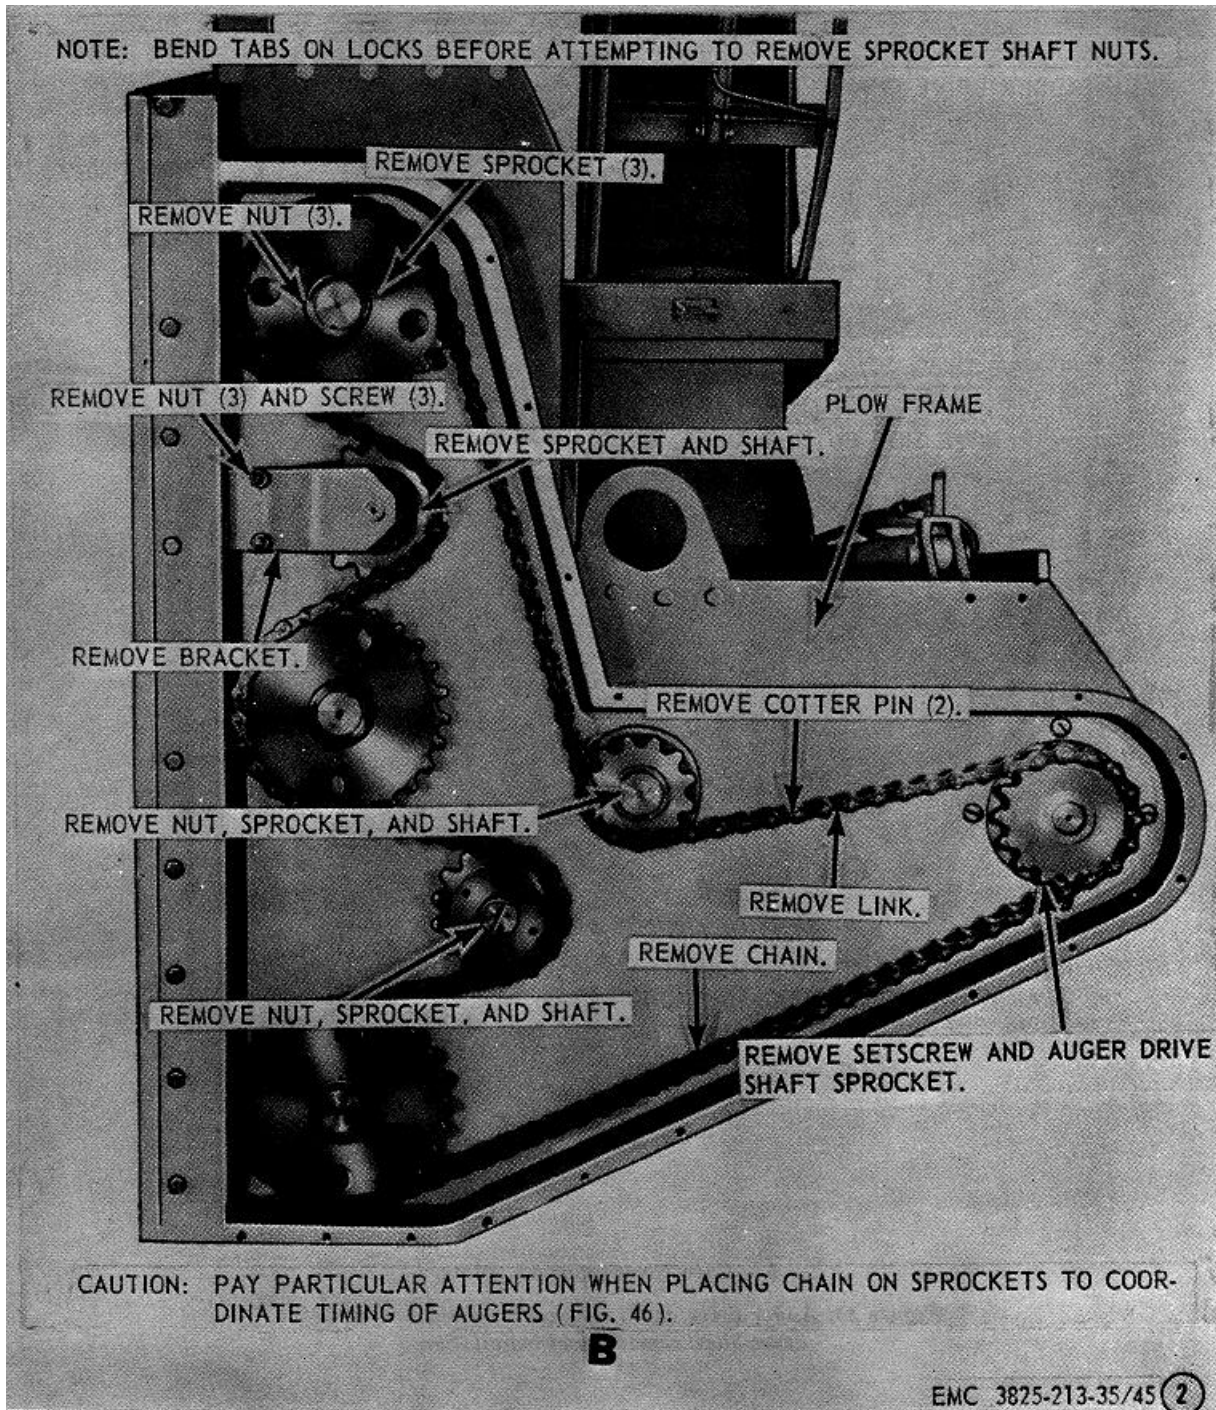 NOTE: BEND TABS ON LOCKS BEFORE ATTEMPTING TO REMOVE SPROCKET SHAFT NUTS.
REMOVE SPROCKET (3).
REMOVE NUT (3).
REMOVE NUT (3) AND SCREW (3).
PLOW FRAME
REMOVE SPROCKET AND SHAFT.
REMOVE BRACKET.
REMOVE COTTER PIN (2).
REMOVE NUT, SPROCKET, AND SHAFT.
REMOVE LINK.
REMOVE CHAIN.
REMOVE NUT, SPROCKET, AND SHAFT.
REMOVE SETSCREW AND AUGER DRIVE
SHAFT SPROCKET.
CAUTION: PAY PARTICULAR ATTENTION WHEN PLACING CHAIN ON SPROCKETS TO COOR-
DINATE TIMING OF AUGERS (FIG. 46).
B
EMC 3825-213-35/45 2